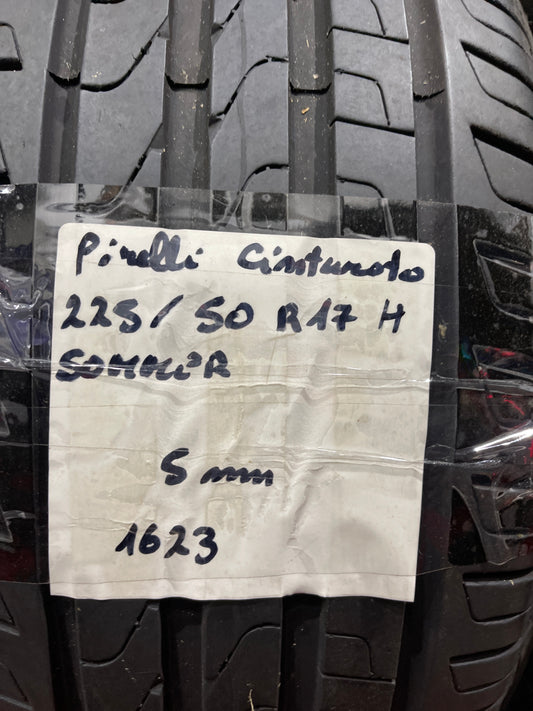 Pirelli Cinturato
225/50 R17 H
SOMMER
5 mm
1623